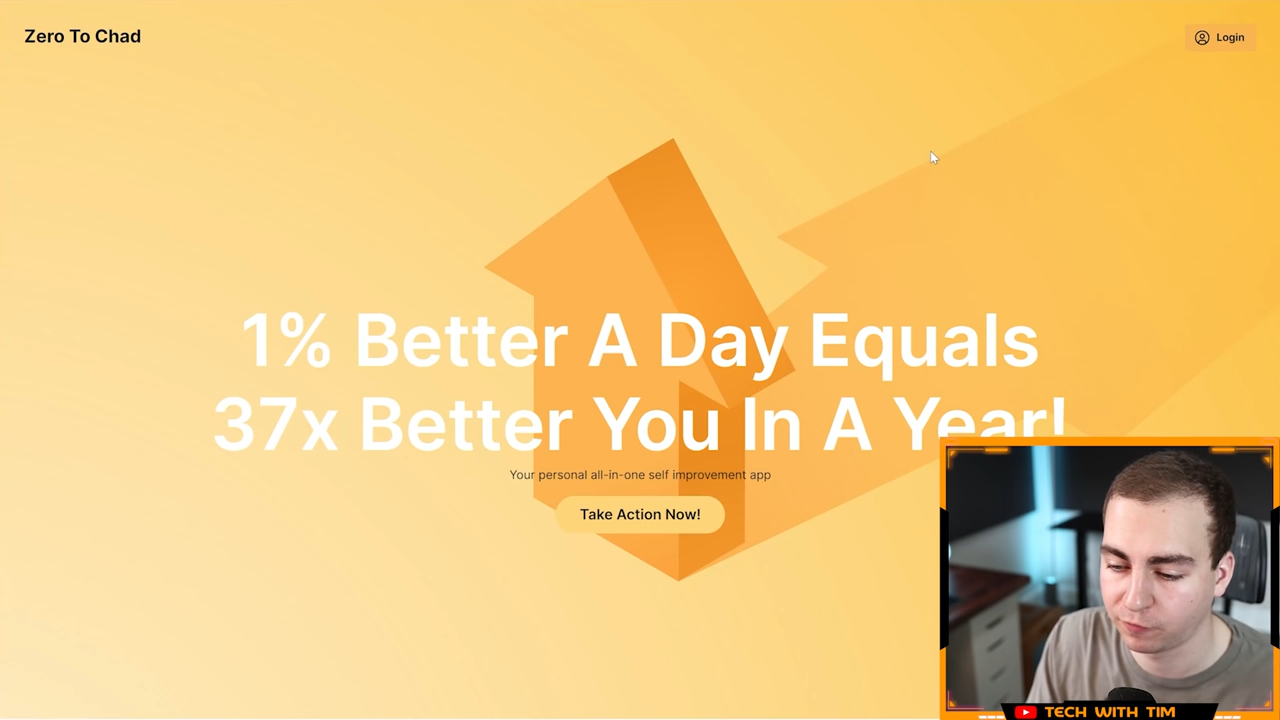 Zero To Chad
Login
1% Better A Day Equals
37x Better You In A Year!
Your personal all-in-one self improvement app
Take Action Now!
TECH WITH TIM